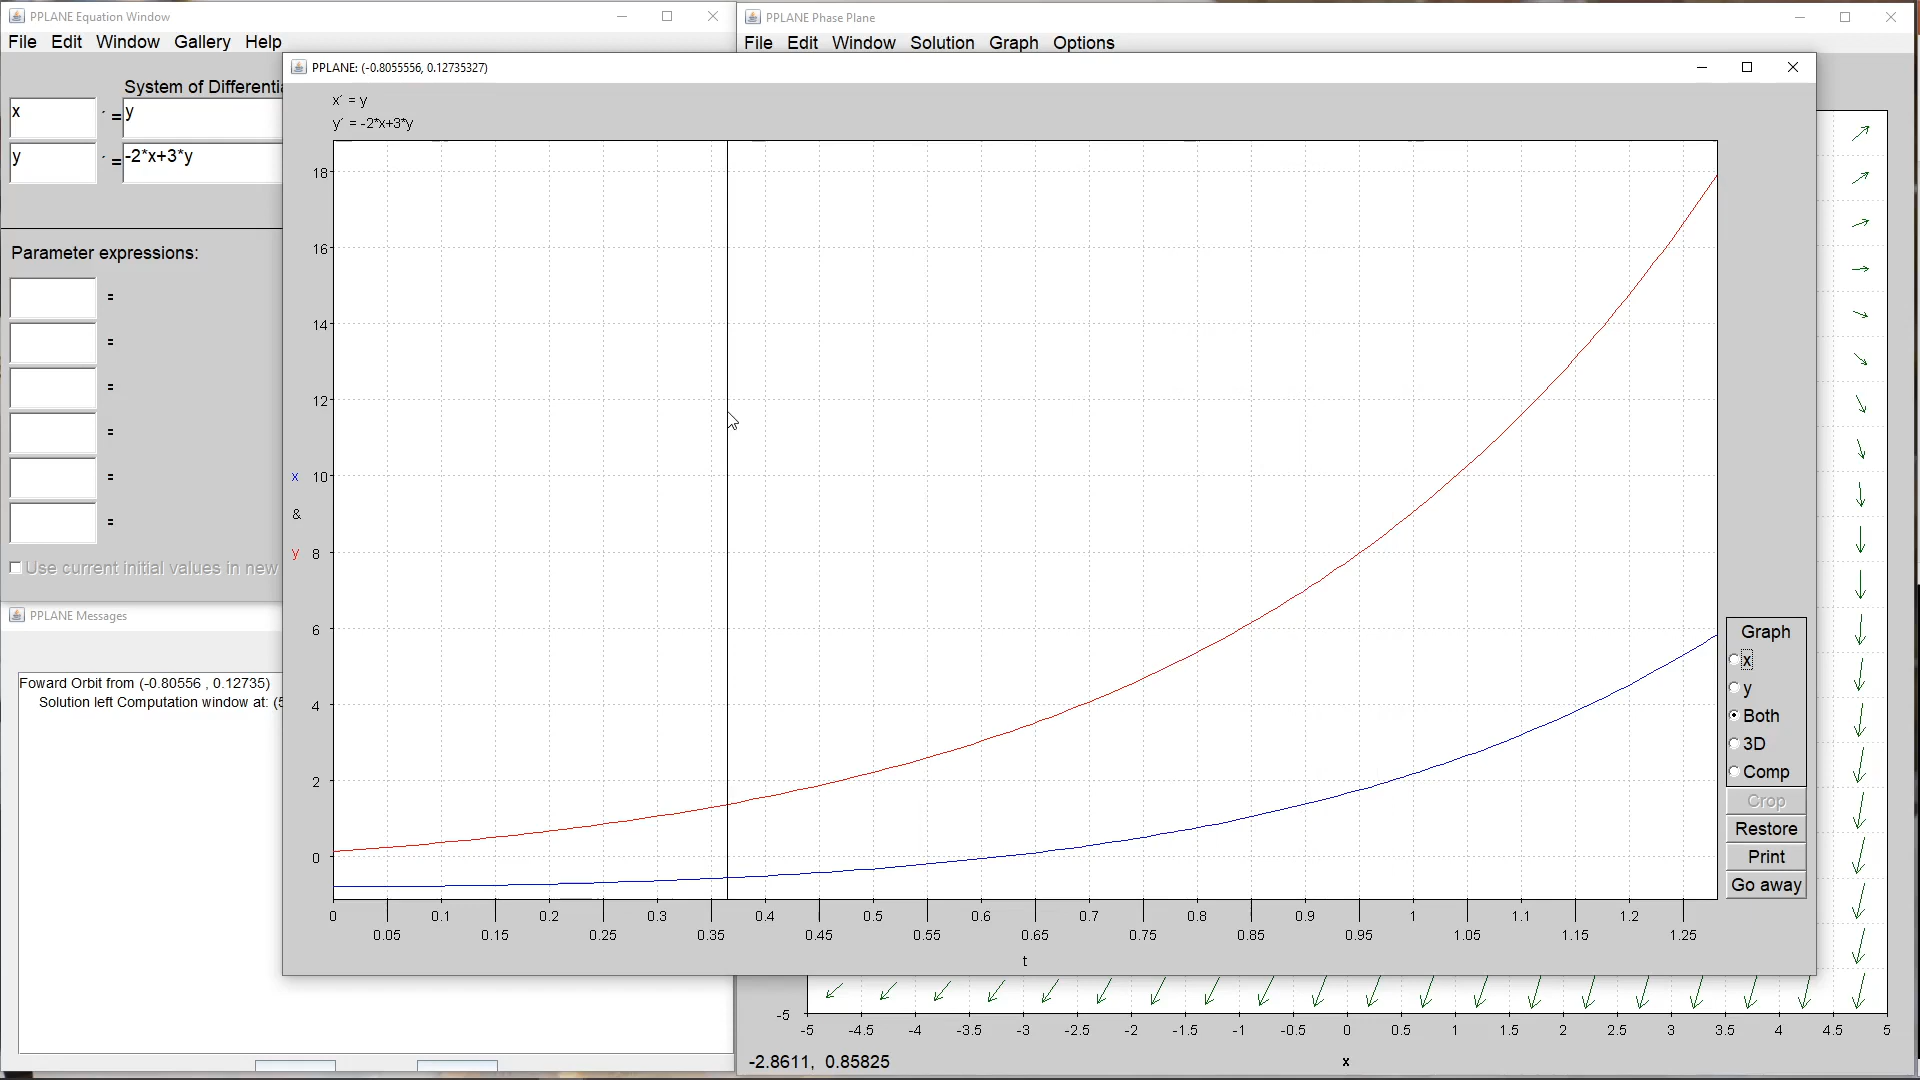 PPLANE Equation Window
File Edit Window Gallery Help
System of Differenti
x ´ = y
y ´ = -2*x+3*y
Parameter expressions:
=
=
=
=
=
=
Use current initial values in new
PPLANE Messages
Foward Orbit from (-0.80556 , 0.12735)
Solution left Computation window at: (5
PPLANE Phase Plane
File Edit Window Solution Graph Options
PPLANE: (-0.8055556, 0.12735327)
x´ = y
y´ = -2*x+3*y
18
16
14
12
x 10
&
y 8
6
4
2
0
0 0.1 0.2 0.3 0.4 0.5 0.6 0.7 0.8 0.9 1 1.1 1.2
0.05 0.15 0.25 0.35 0.45 0.55 0.65 0.75 0.85 0.95 1.05 1.15 1.25
t
Graph
x
y
Both
3D
Comp
Crop
Restore
Print
Go away
-5
-5 -4.5 -4 -3.5 -3 -2.5 -2 -1.5 -1 -0.5 0 0.5 1 1.5 2 2.5 3 3.5 4 4.5 5
-2.8611, 0.85825
x